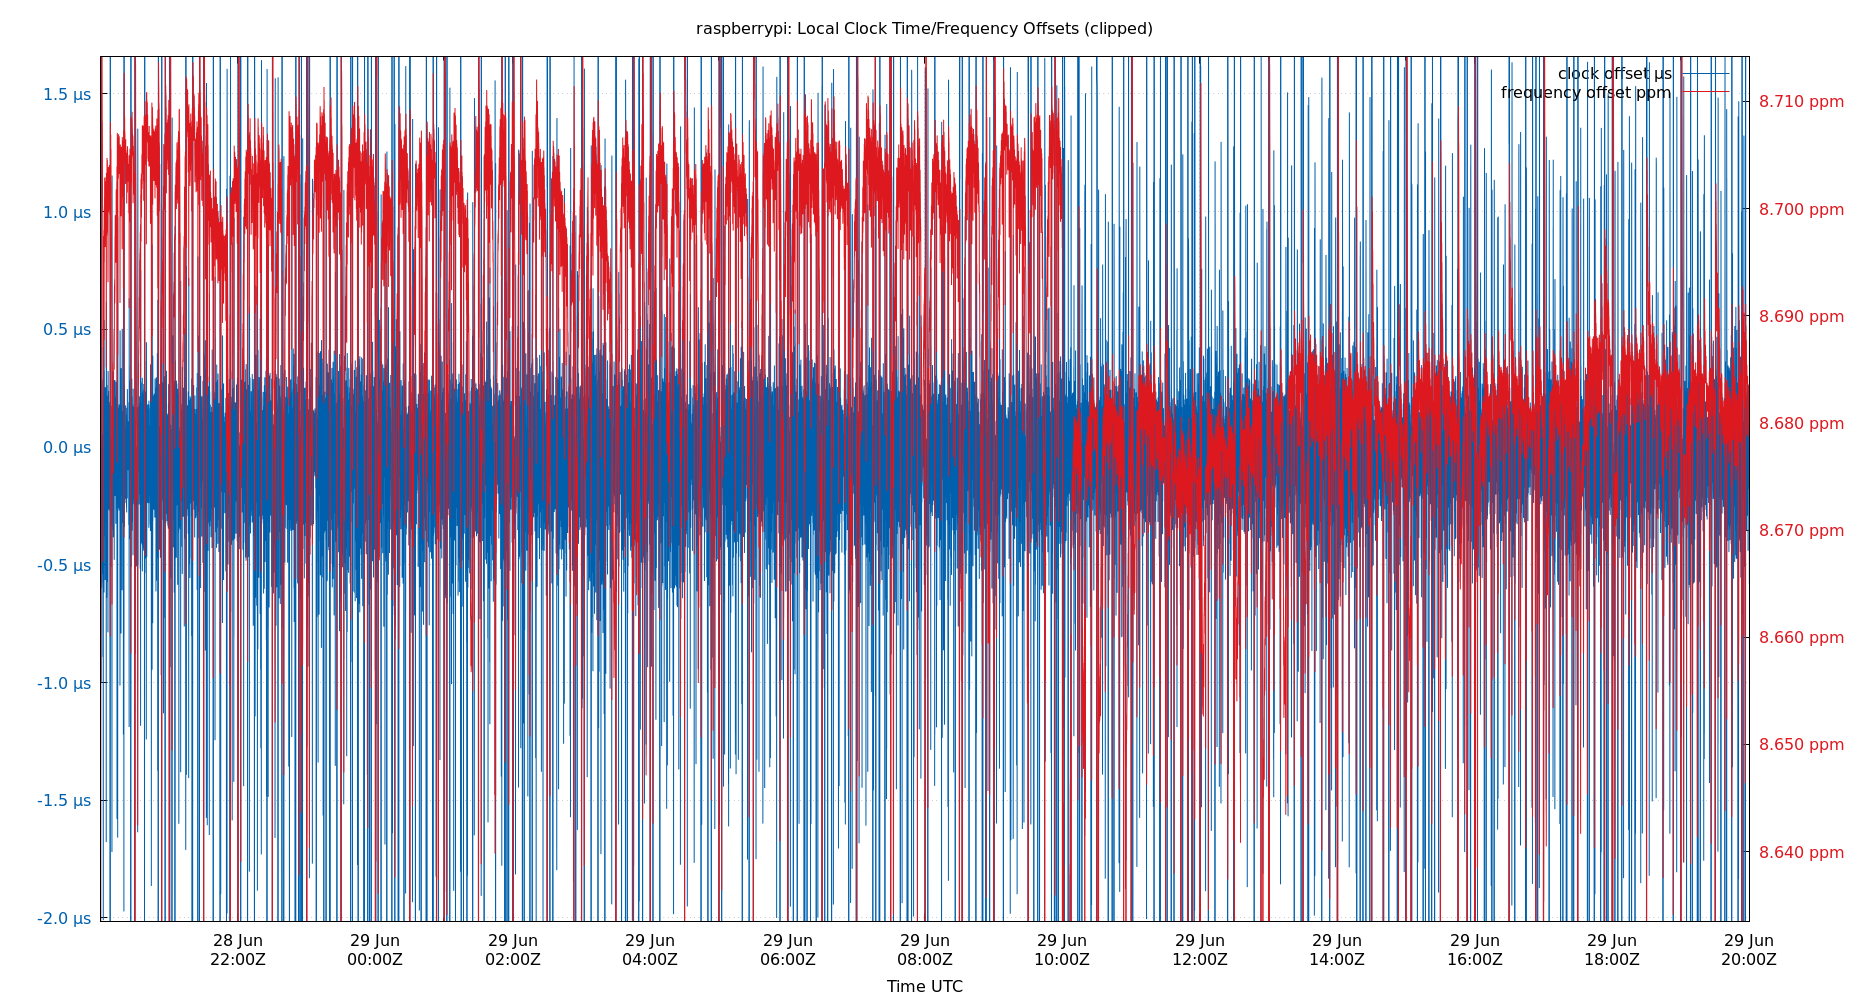 raspberrypi: Local Clock Time/Frequency Offsets (clipped)
clock offset µs
frequency offset ppm
1.5 µs
1.0 µs
0.5 µs
0.0 µs
-0.5 µs
-1.0 µs
-1.5 µs
-2.0 µs
8.710 ppm
8.700 ppm
8.690 ppm
8.680 ppm
8.670 ppm
8.660 ppm
8.650 ppm
8.640 ppm
28 Jun 29 Jun 29 Jun 29 Jun 29 Jun 29 Jun 29 Jun 29 Jun 29 Jun 29 Jun 29 Jun 29 Jun
22:00Z 00:00Z 02:00Z 04:00Z 06:00Z 08:00Z 10:00Z 12:00Z 14:00Z 16:00Z 18:00Z 20:00Z
Time UTC